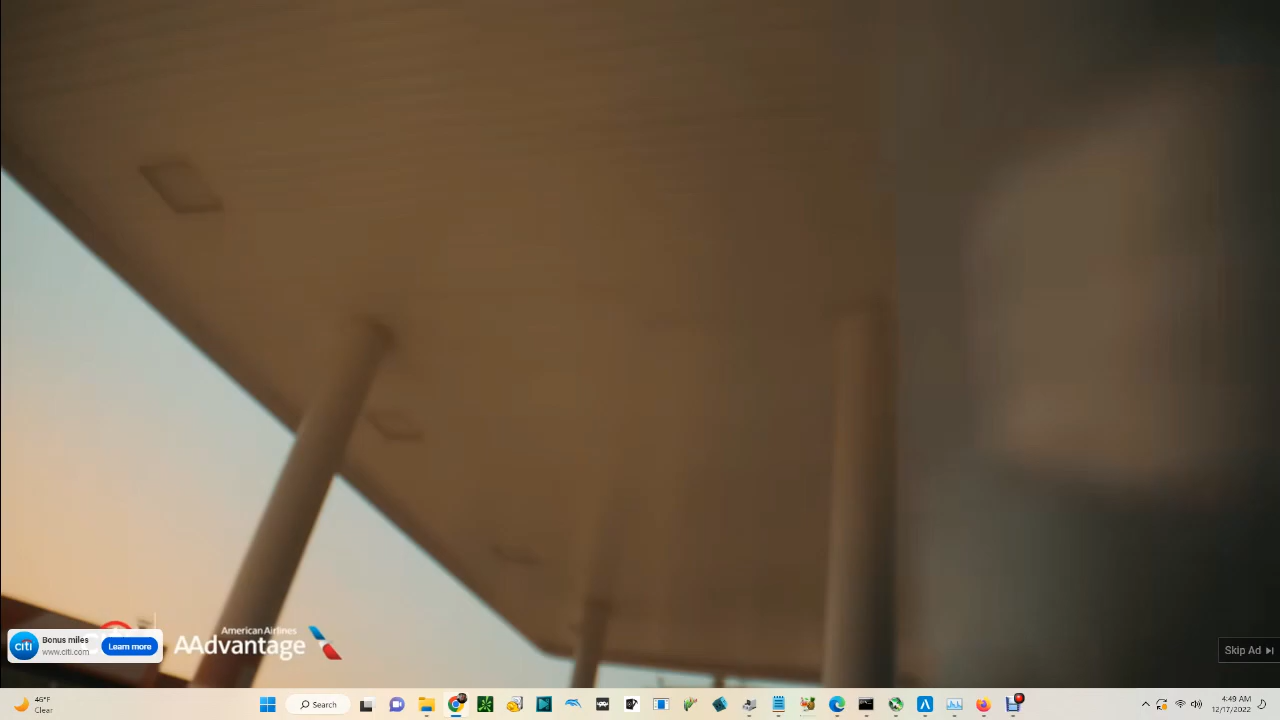 American Airlines
AAdvantage
citi
Bonus miles
www.citi.com
Learn more
Skip Ad
46°F
Clear
Search
4:49 AM
12/17/2022